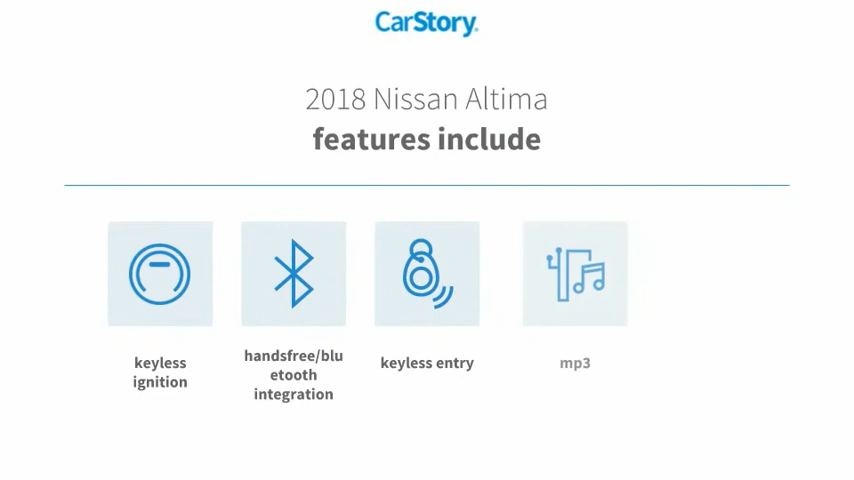 CarStory
2018 Nissan Altima
features include
keyless
ignition
handsfree/blu
etooth
integration
keyless entry
mp3